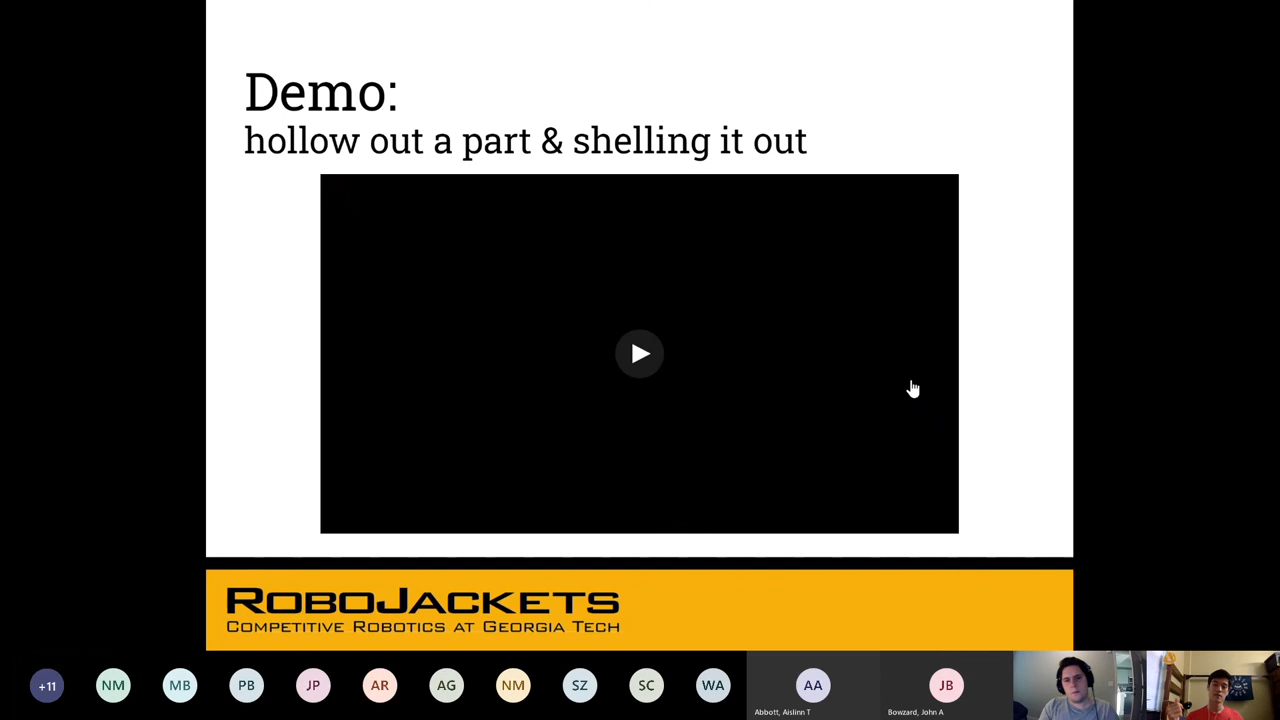 Demo:
hollow out a part & shelling it out
ROBOJACKETS
COMPETITIVE ROBOTICS AT GEORGIA TECH
+11
NM
MB
PB
JP
AR
AG
NM
SZ
SC
WA
AA
JB
Abbott, Aislinn T
Bowzard, John A